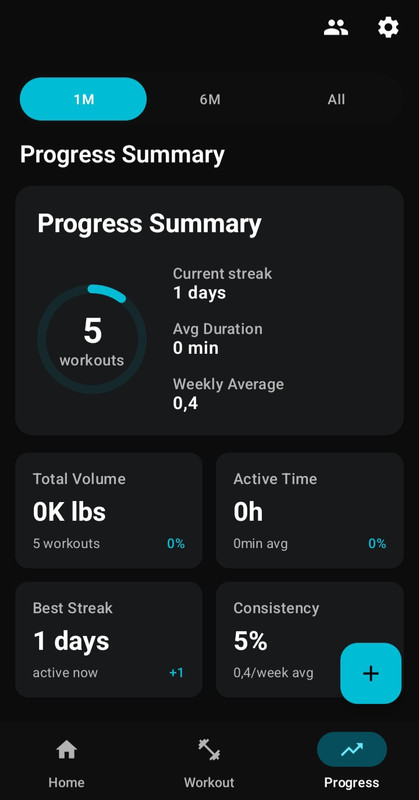 1M
6M
All
Progress Summary
Progress Summary
5
workouts
Current streak
1 days
Avg Duration
0 min
Weekly Average
0,4
Total Volume
0K lbs
5 workouts
0%
Active Time
0h
0min avg
0%
Best Streak
1 days
active now
+1
Consistency
5%
0,4/week avg
Home
Workout
Progress